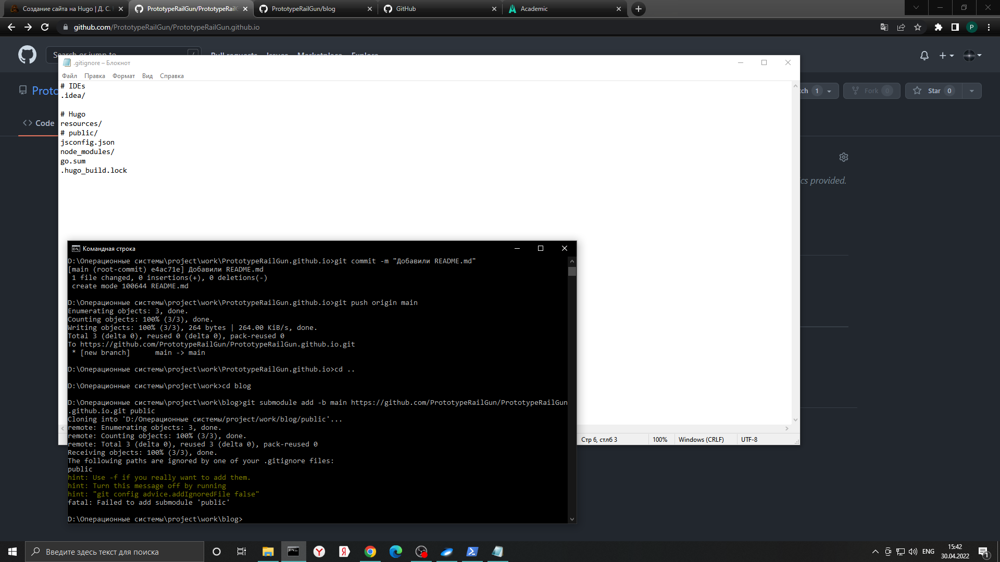 Создание сайта на Hugo | Д. С.
PrototypeRailGun/PrototypeRail
PrototypeRailGun/blog
GitHub
Academic
github.com/PrototypeRailGun/PrototypeRailGun.github.io
P
Search or jump to
/
Pull requests
Issues
Marketplace
Explore
.gitignore – Блокнот
Файл
Правка
Формат
Вид
Справка
# IDEs
.idea/
# Hugo
resources/
# public/
jsconfig.json
node_modules/
go.sum
.hugo_build.lock
Proto
tch 1
Fork 0
Star 0
<> Code
cs provided.
Командная строка
D:\Операционные системы\project\work\PrototypeRailGun.github.io>git commit -m "Добавили README.md"
[main (root-commit) e4ac71e] Добавили README.md
1 file changed, 0 insertions(+), 0 deletions(-)
create mode 100644 README.md
D:\Операционные системы\project\work\PrototypeRailGun.github.io>git push origin main
Enumerating objects: 3, done.
Counting objects: 100% (3/3), done.
Writing objects: 100% (3/3), 264 bytes | 264.00 KiB/s, done.
Total 3 (delta 0), reused 0 (delta 0), pack-reused 0
To https://github.com/PrototypeRailGun/PrototypeRailGun.github.io.git
* [new branch]      main -> main
D:\Операционные системы\project\work\PrototypeRailGun.github.io>cd ..
D:\Операционные системы\project\work>cd blog
D:\Операционные системы\project\work\blog>git submodule add -b main https://github.com/PrototypeRailGun/PrototypeRailGun
.github.io.git public
Cloning into 'D:/Операционные системы/project/work/blog/public'...
remote: Enumerating objects: 3, done.
remote: Counting objects: 100% (3/3), done.
remote: Total 3 (delta 0), reused 3 (delta 0), pack-reused 0
Receiving objects: 100% (3/3), done.
The following paths are ignored by one of your .gitignore files:
public
hint: Use -f if you really want to add them.
hint: Turn this message off by running
hint: "git config advice.addIgnoredFile false"
fatal: Failed to add submodule 'public'
D:\Операционные системы\project\work\blog>
Стр 6, стлб 3
100%
Windows (CRLF)
UTF-8
Введите здесь текст для поиска
ENG
15:42
30.04.2022
1